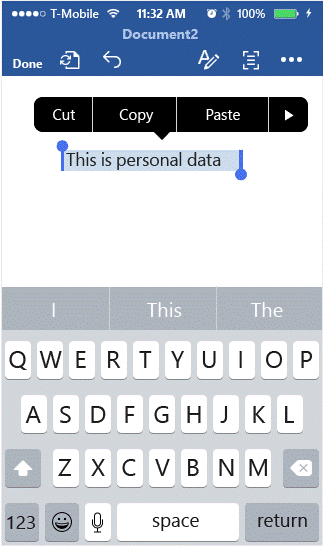 T-Mobile 11:32 AM 100%
Document2
Done
Cut Copy Paste
This is personal data
I This The
Q W E R T Y U I O P
A S D F G H J K L
Z X C V B N M
123 space return